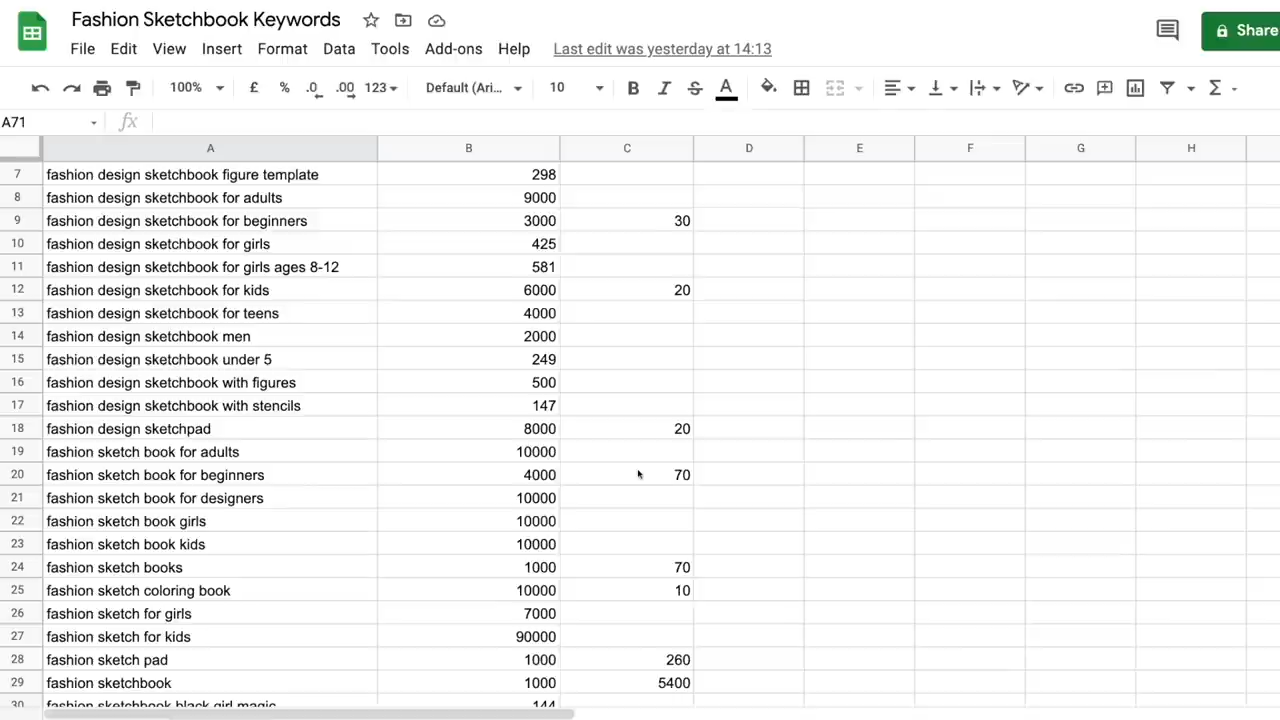 Fashion Sketchbook Keywords
File Edit View Insert Format Data Tools Add-ons Help Last edit was yesterday at 14:13
Share
100% £ % .0 .00 123 Default (Ari... 10 B I S A Σ
A71 fx
A B C D E F G H
7 fashion design sketchbook figure template 298
8 fashion design sketchbook for adults 9000
9 fashion design sketchbook for beginners 3000 30
10 fashion design sketchbook for girls 425
11 fashion design sketchbook for girls ages 8-12 581
12 fashion design sketchbook for kids 6000 20
13 fashion design sketchbook for teens 4000
14 fashion design sketchbook men 2000
15 fashion design sketchbook under 5 249
16 fashion design sketchbook with figures 500
17 fashion design sketchbook with stencils 147
18 fashion design sketchpad 8000 20
19 fashion sketch book for adults 10000
20 fashion sketch book for beginners 4000 70
21 fashion sketch book for designers 10000
22 fashion sketch book girls 10000
23 fashion sketch book kids 10000
24 fashion sketch books 1000 70
25 fashion sketch coloring book 10000 10
26 fashion sketch for girls 7000
27 fashion sketch for kids 90000
28 fashion sketch pad 1000 260
29 fashion sketchbook 1000 5400
30 fashion sketchbook black girl magic 144